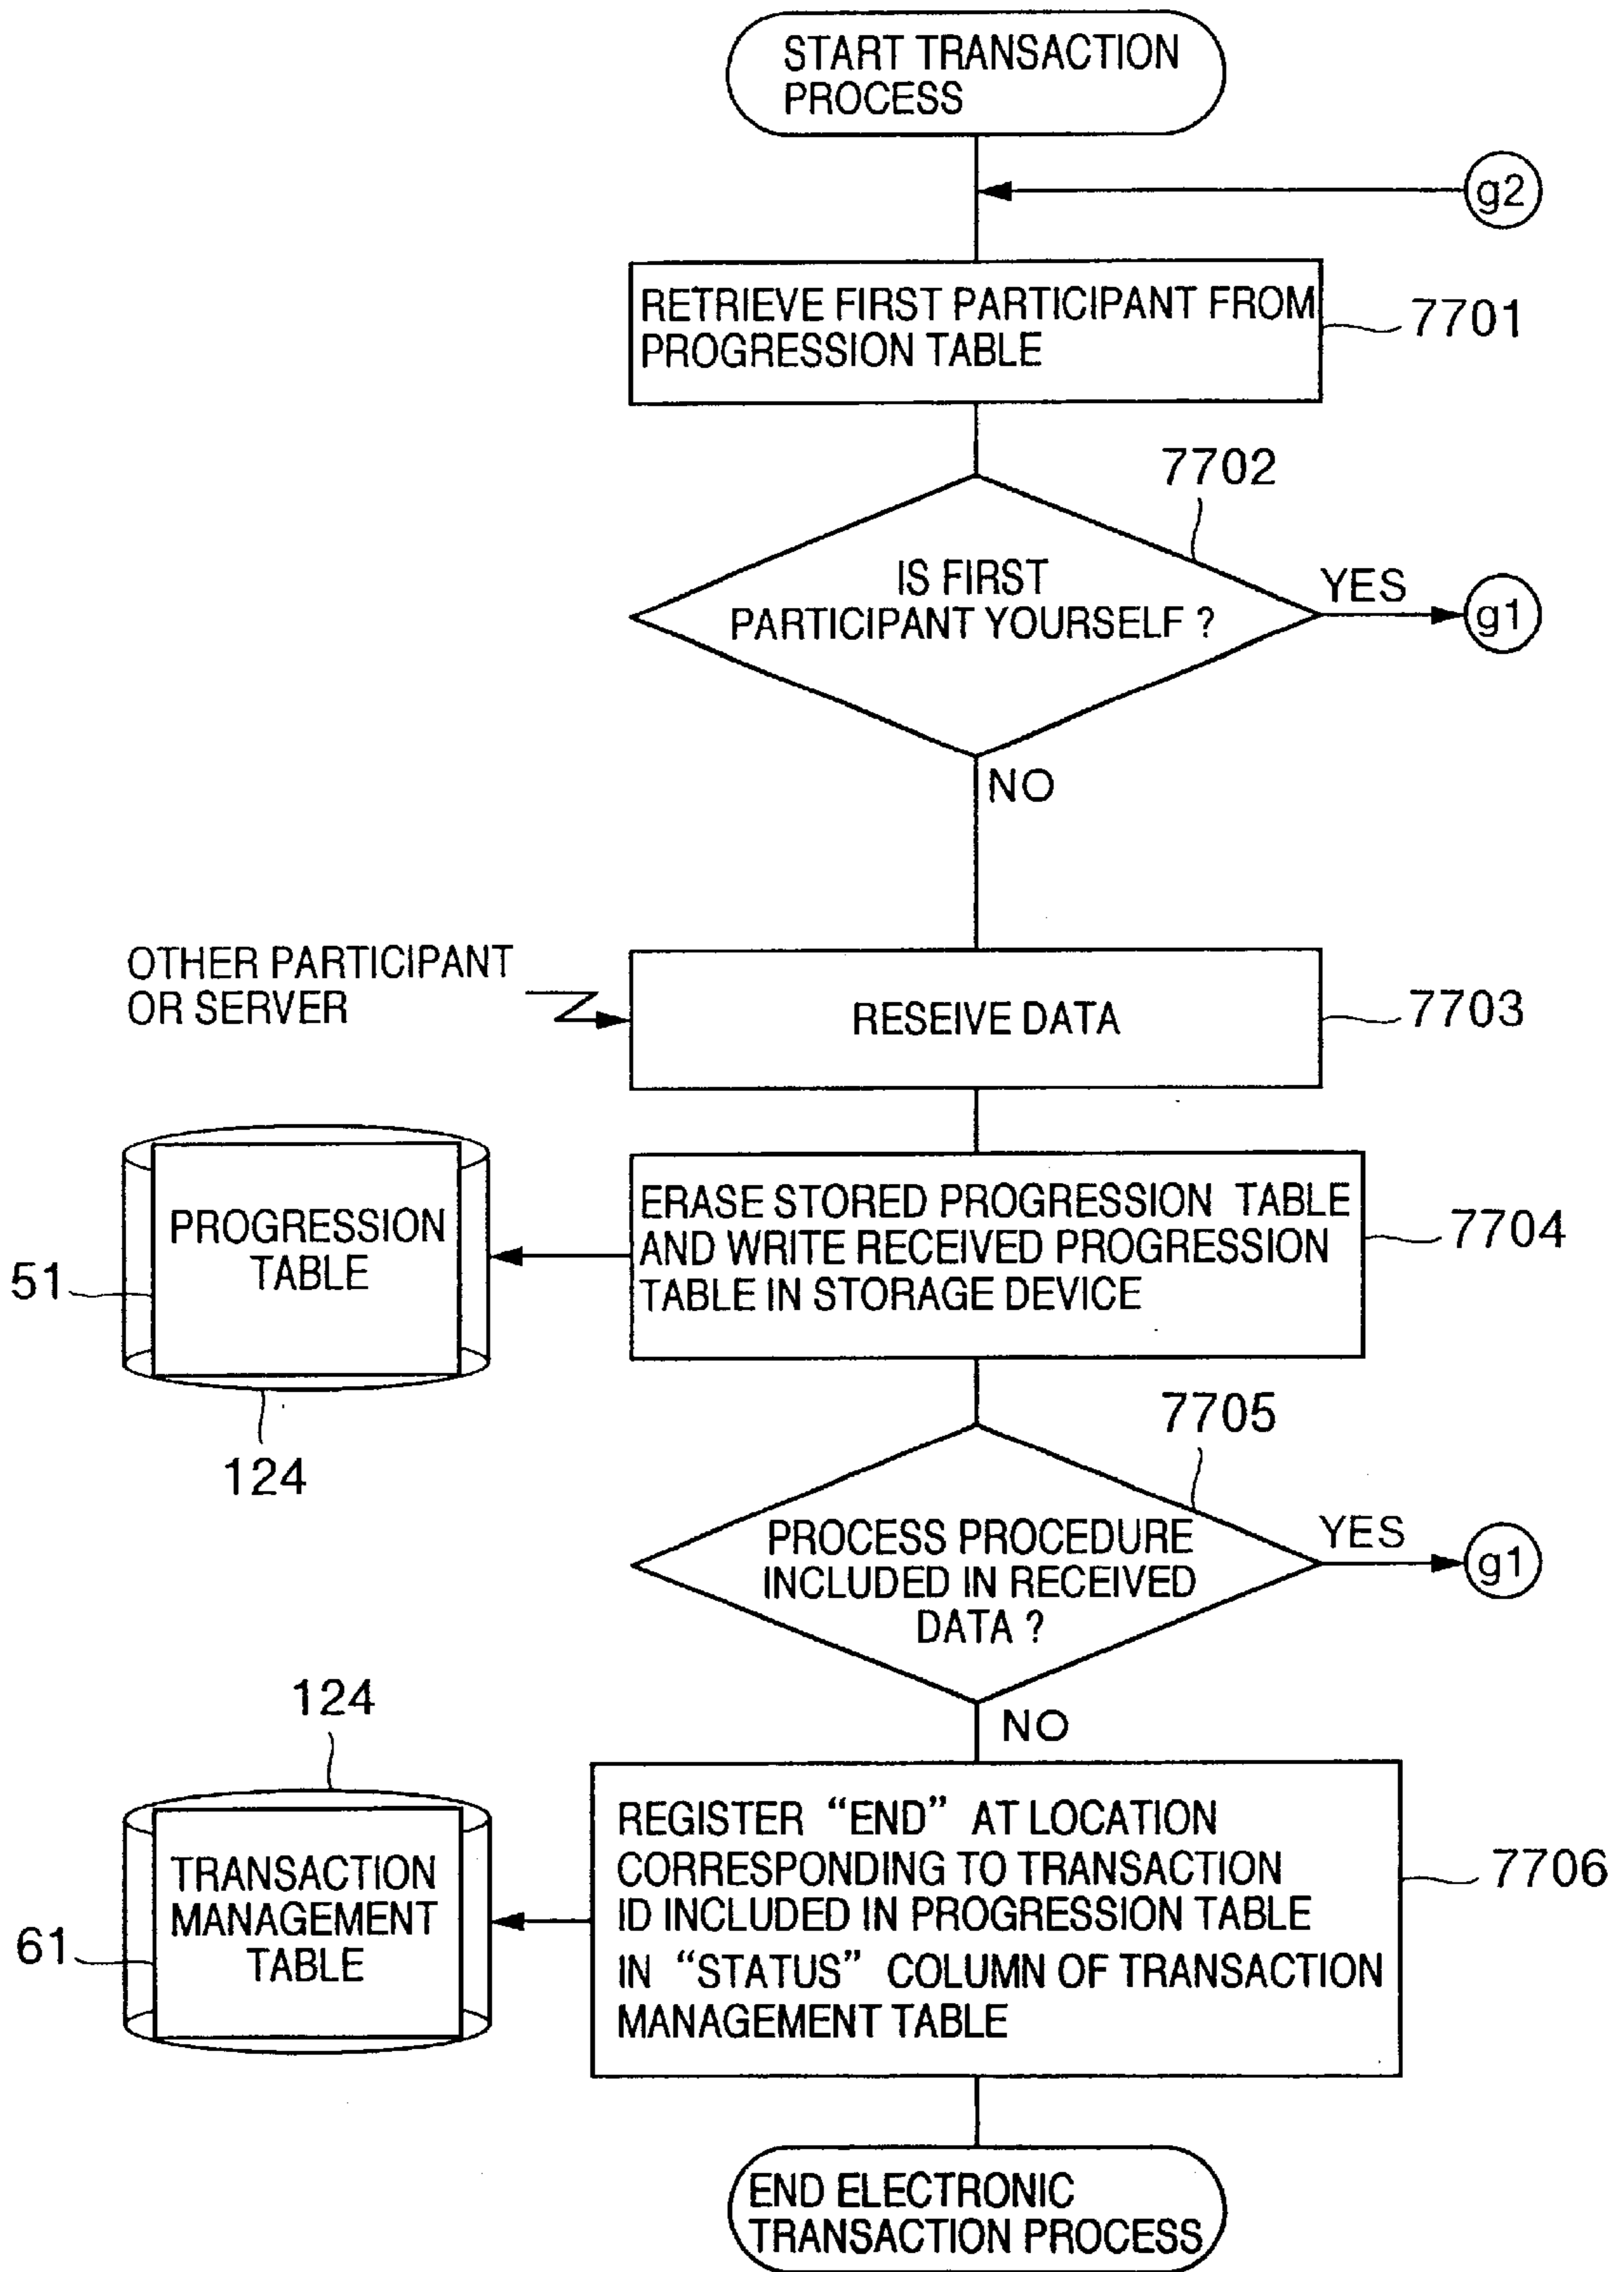 START TRANSACTION
PROCESS
g2
RETRIEVE FIRST PARTICIPANT FROM
PROGRESSION TABLE
7701
7702
IS FIRST
PARTICIPANT YOURSELF ?
YES
g1
NO
OTHER PARTICIPANT
OR SERVER
RESEIVE DATA
7703
PROGRESSION
TABLE
51
124
ERASE STORED PROGRESSION TABLE
AND WRITE RECEIVED PROGRESSION
TABLE IN STORAGE DEVICE
7704
7705
PROCESS PROCEDURE
INCLUDED IN RECEIVED
DATA ?
YES
g1
NO
124
TRANSACTION
MANAGEMENT
TABLE
61
REGISTER “END” AT LOCATION
CORRESPONDING TO TRANSACTION
ID INCLUDED IN PROGRESSION TABLE
IN “STATUS” COLUMN OF TRANSACTION
MANAGEMENT TABLE
7706
END ELECTRONIC
TRANSACTION PROCESS